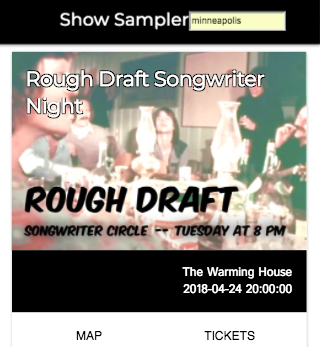 Show Sampler
minneapolis
Rough Draft Songwriter
Night
ROUGH DRAFT
SONGWRITER CIRCLE -- TUESDAY AT 8 PM
The Warming House
2018-04-24 20:00:00
MAP TICKETS